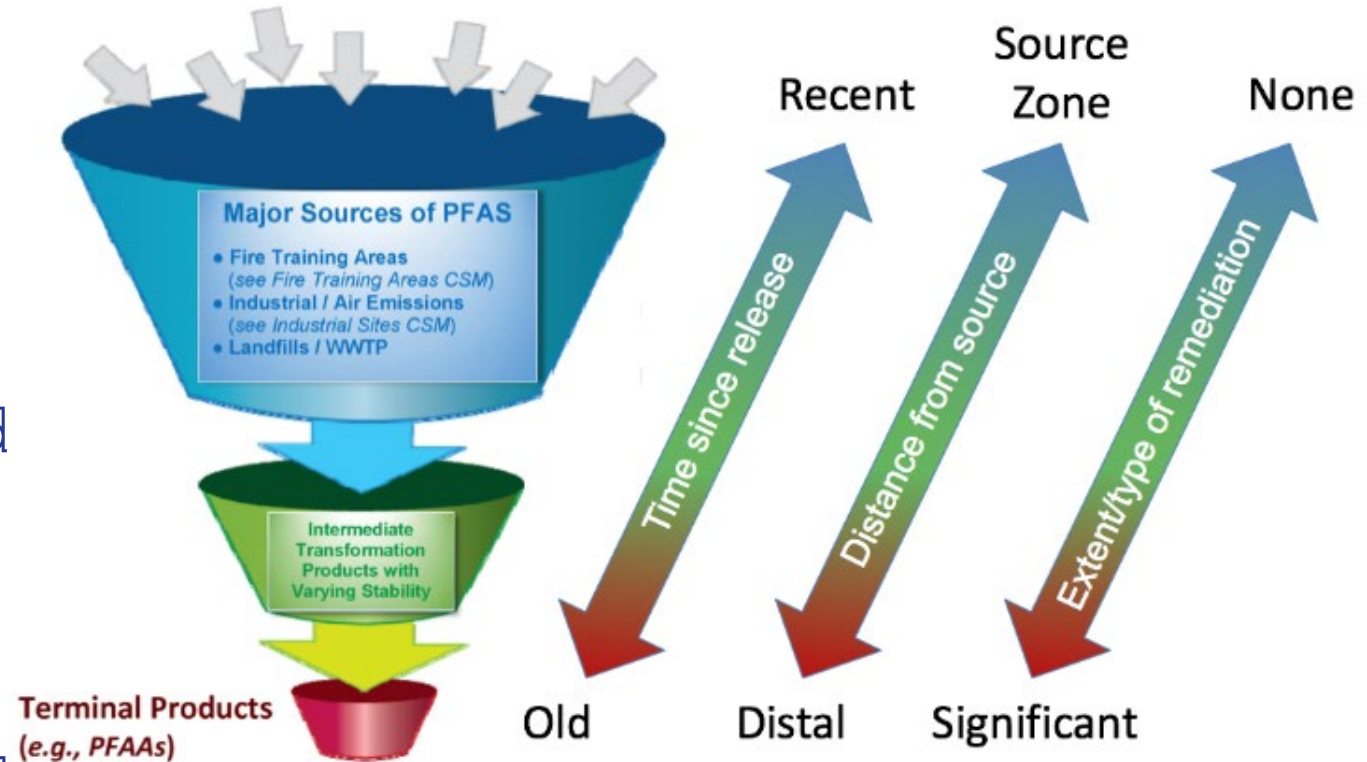 Major Sources of PFAS
• Fire Training Areas
(see Fire Training Areas CSM)
• Industrial / Air Emissions
(see Industrial Sites CSM)
• Landfills / WWTP
Intermediate
Transformation
Products with
Varying Stability
Terminal Products
(e.g., PFAAs)
Recent
Time since release
Old
Source
Zone
Distance from source
Distal
None
Extent/type of remediation
Significant